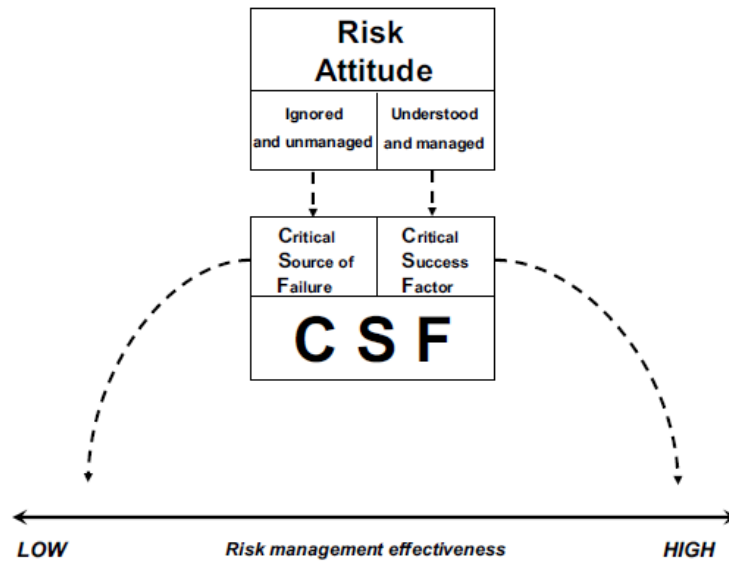 Risk
Attitude
Ignored
and unmanaged
Understood
and managed
Critical
Source of
Failure
Critical
Success
Factor
C S F
LOW
Risk management effectiveness
HIGH